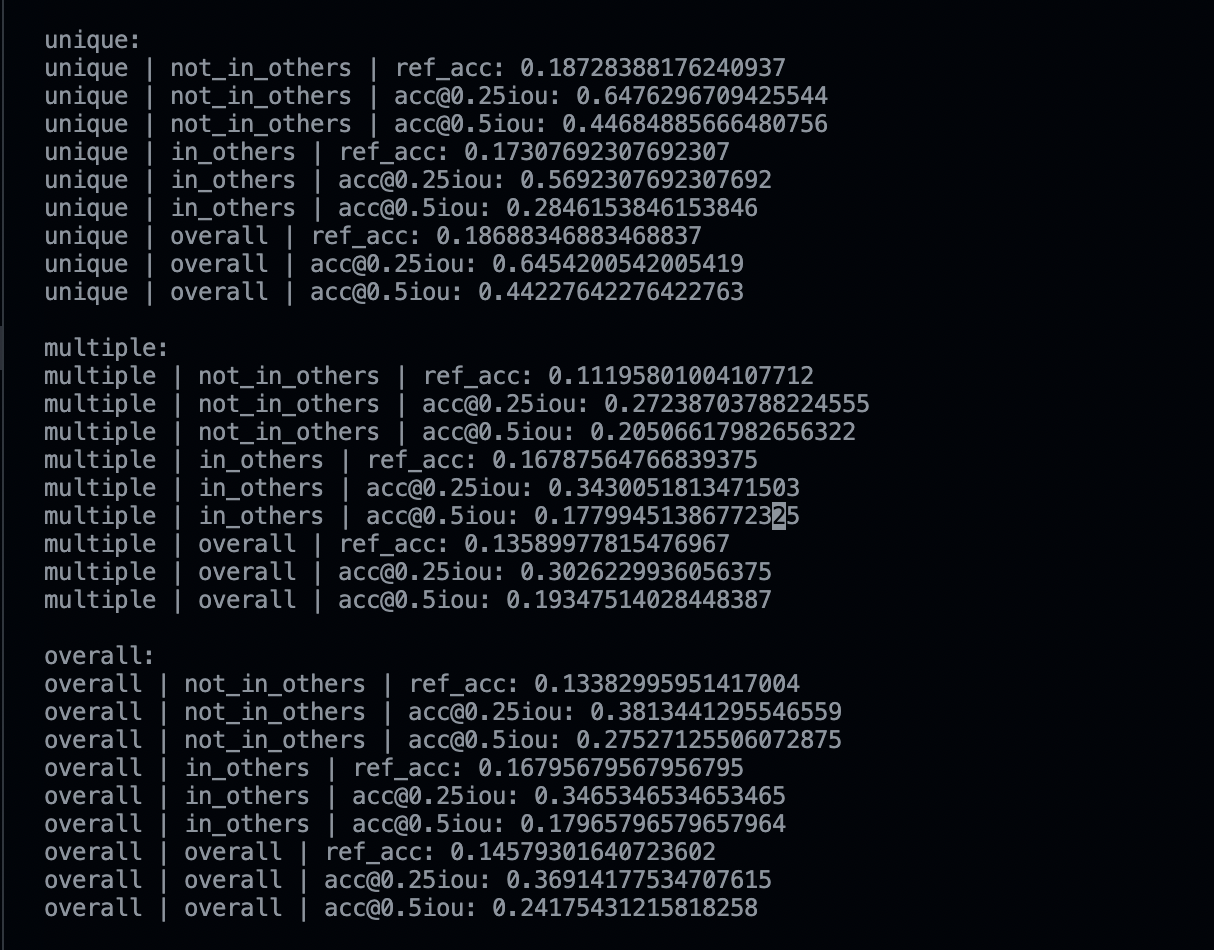 unique:
unique | not_in_others | ref_acc: 0.18728388176240937
unique | not_in_others | acc@0.25iou: 0.6476296709425544
unique | not_in_others | acc@0.5iou: 0.44684885666480756
unique | in_others | ref_acc: 0.17307692307692307
unique | in_others | acc@0.25iou: 0.5692307692307692
unique | in_others | acc@0.5iou: 0.2846153846153846
unique | overall | ref_acc: 0.18688346883468837
unique | overall | acc@0.25iou: 0.6454200542005419
unique | overall | acc@0.5iou: 0.44227642276422763
multiple:
multiple | not_in_others | ref_acc: 0.11195801004107712
multiple | not_in_others | acc@0.25iou: 0.27238703788224555
multiple | not_in_others | acc@0.5iou: 0.20506617982656322
multiple | in_others | ref_acc: 0.16787564766839375
multiple | in_others | acc@0.25iou: 0.3430051813471503
multiple | in_others | acc@0.5iou: 0.17799451386772325
multiple | overall | ref_acc: 0.13589977815476967
multiple | overall | acc@0.25iou: 0.3026229936056375
multiple | overall | acc@0.5iou: 0.19347514028448387
overall:
overall | not_in_others | ref_acc: 0.13382995951417004
overall | not_in_others | acc@0.25iou: 0.3813441295546559
overall | not_in_others | acc@0.5iou: 0.27527125506072875
overall | in_others | ref_acc: 0.16795679567956795
overall | in_others | acc@0.25iou: 0.3465346534653465
overall | in_others | acc@0.5iou: 0.17965796579657964
overall | overall | ref_acc: 0.14579301640723602
overall | overall | acc@0.25iou: 0.36914177534707615
overall | overall | acc@0.5iou: 0.24175431215818258